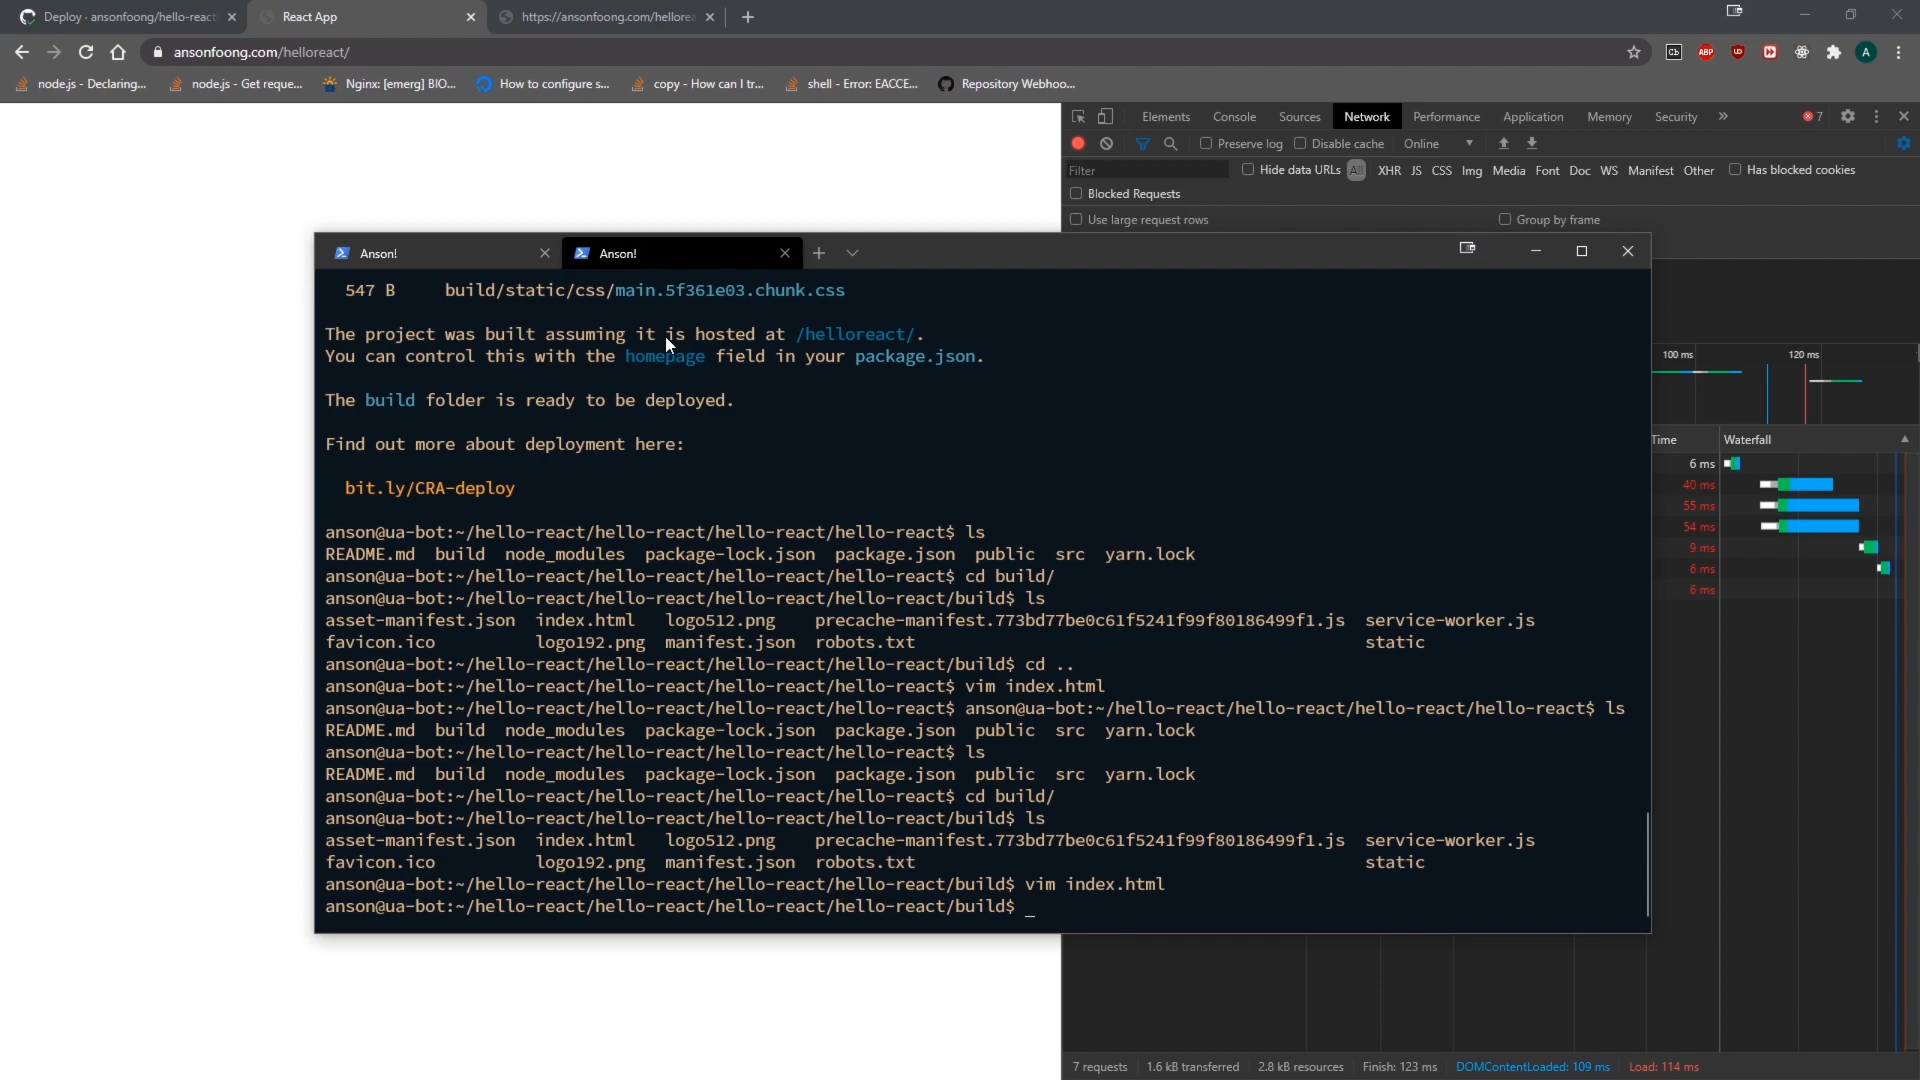 Deploy · ansonfoong/hello-react
React App
https://ansonfoong.com/hellorea
ansonfoong.com/helloreact/
node.js - Declaring...
node.js - Get reque...
Nginx: [emerg] BIO...
How to configure s...
copy - How can I tr...
shell - Error: EACCE...
Repository Webhoo...
Elements Console Sources Network Performance Application Memory Security » 7
Preserve log Disable cache Online
Filter Hide data URLs All XHR JS CSS Img Media Font Doc WS Manifest Other Has blocked cookies
Blocked Requests
Use large request rows Group by frame
Anson!
Anson!
547 B build/static/css/main.5f361e03.chunk.css
The project was built assuming it is hosted at /helloreact/.
You can control this with the homepage field in your package.json.
The build folder is ready to be deployed.
Find out more about deployment here:
bit.ly/CRA-deploy
anson@ua-bot:~/hello-react/hello-react/hello-react/hello-react$ ls
README.md build node_modules package-lock.json package.json public src yarn.lock
anson@ua-bot:~/hello-react/hello-react/hello-react/hello-react$ cd build/
anson@ua-bot:~/hello-react/hello-react/hello-react/hello-react/build$ ls
asset-manifest.json index.html logo512.png precache-manifest.773bd77be0c61f5241f99f80186499f1.js service-worker.js
favicon.ico logo192.png manifest.json robots.txt static
anson@ua-bot:~/hello-react/hello-react/hello-react/hello-react/build$ cd ..
anson@ua-bot:~/hello-react/hello-react/hello-react/hello-react$ vim index.html
anson@ua-bot:~/hello-react/hello-react/hello-react/hello-react$ anson@ua-bot:~/hello-react/hello-react/hello-react/hello-react$ ls
README.md build node_modules package-lock.json package.json public src yarn.lock
anson@ua-bot:~/hello-react/hello-react/hello-react/hello-react$ ls
README.md build node_modules package-lock.json package.json public src yarn.lock
anson@ua-bot:~/hello-react/hello-react/hello-react/hello-react$ cd build/
anson@ua-bot:~/hello-react/hello-react/hello-react/hello-react/build$ ls
asset-manifest.json index.html logo512.png precache-manifest.773bd77be0c61f5241f99f80186499f1.js service-worker.js
favicon.ico logo192.png manifest.json robots.txt static
anson@ua-bot:~/hello-react/hello-react/hello-react/hello-react/build$ vim index.html
anson@ua-bot:~/hello-react/hello-react/hello-react/hello-react/build$ _
100 ms 120 ms
Time Waterfall
6 ms
40 ms
55 ms
54 ms
9 ms
6 ms
6 ms
7 requests 1.6 kB transferred 2.8 kB resources Finish: 123 ms DOMContentLoaded: 109 ms Load: 114 ms